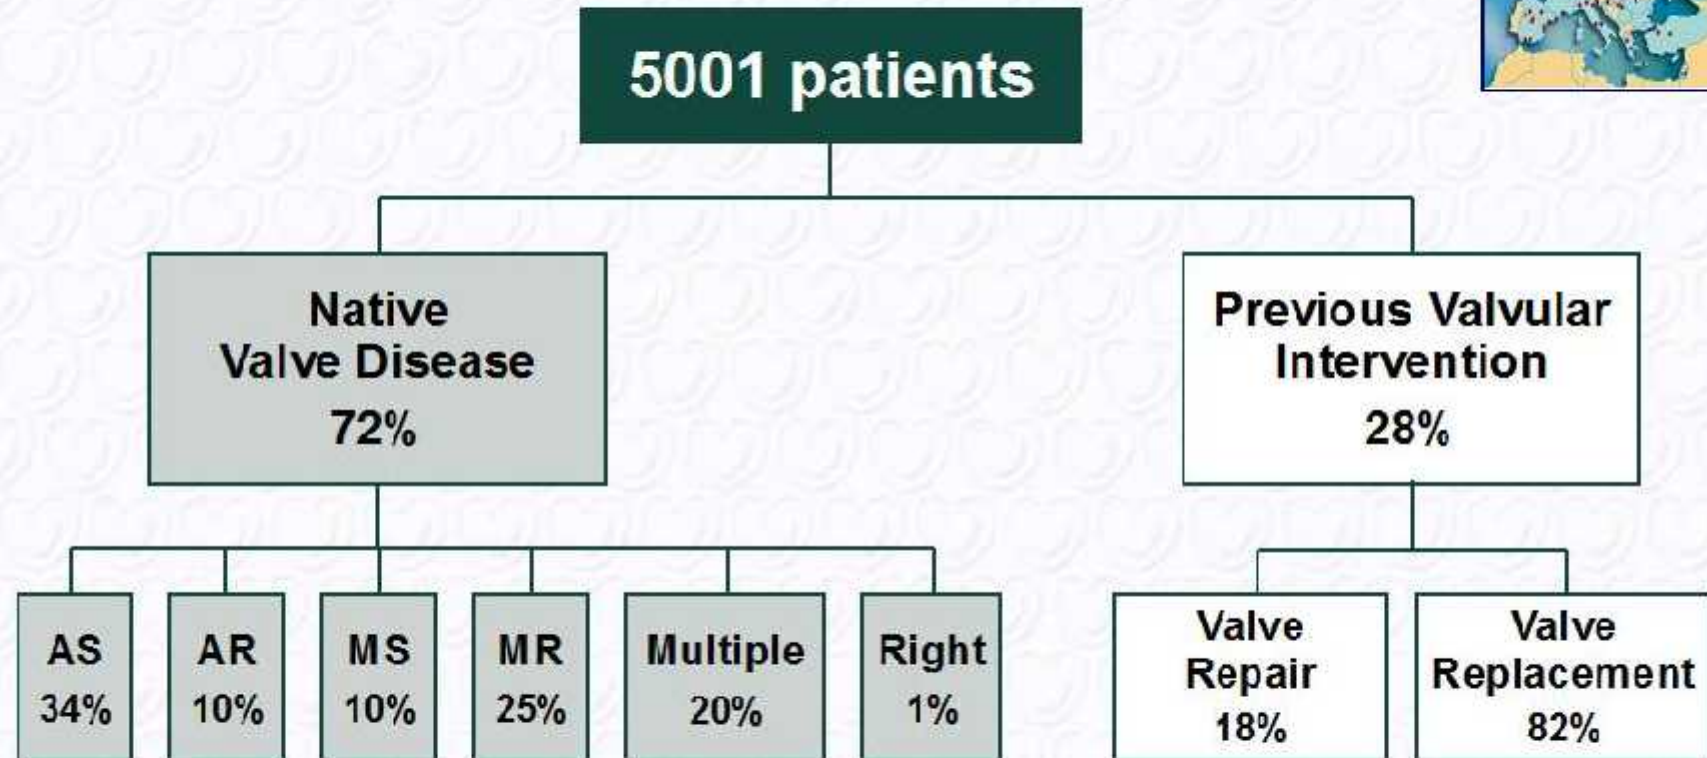 5001 patients
Native
Valve Disease
72%
Previous Valvular
Intervention
28%
AS
34%
AR
10%
MS
10%
MR
25%
Multiple
20%
Right
1%
Valve
Repair
18%
Valve
Replacement
82%